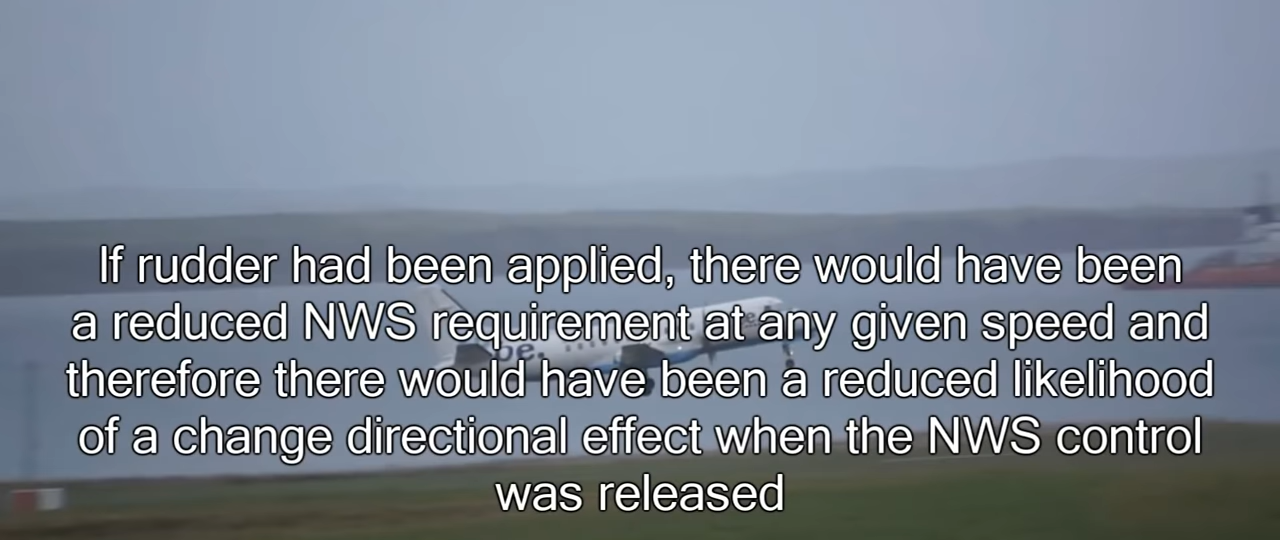 If rudder had been applied, there would have been
a reduced NWS requirement at any given speed and
therefore there would have been a reduced likelihood
of a change directional effect when the NWS control
was released
be.